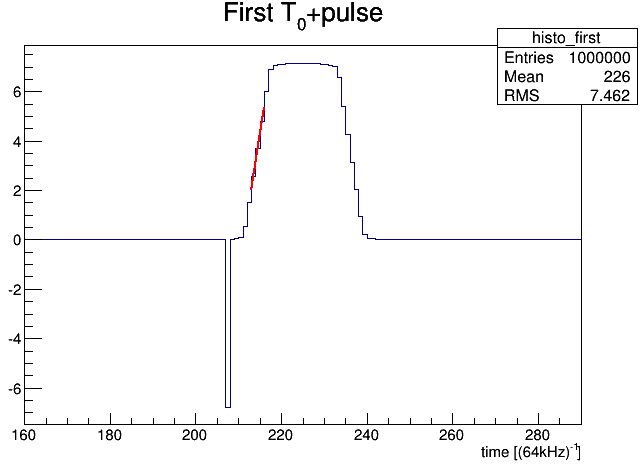 First T0+pulse
histo_first
Entries 1000000
Mean 226
RMS 7.462
6
4
2
0
-2
-4
-6
160 180 200 220 240 260 280
time [(64kHz)-1]